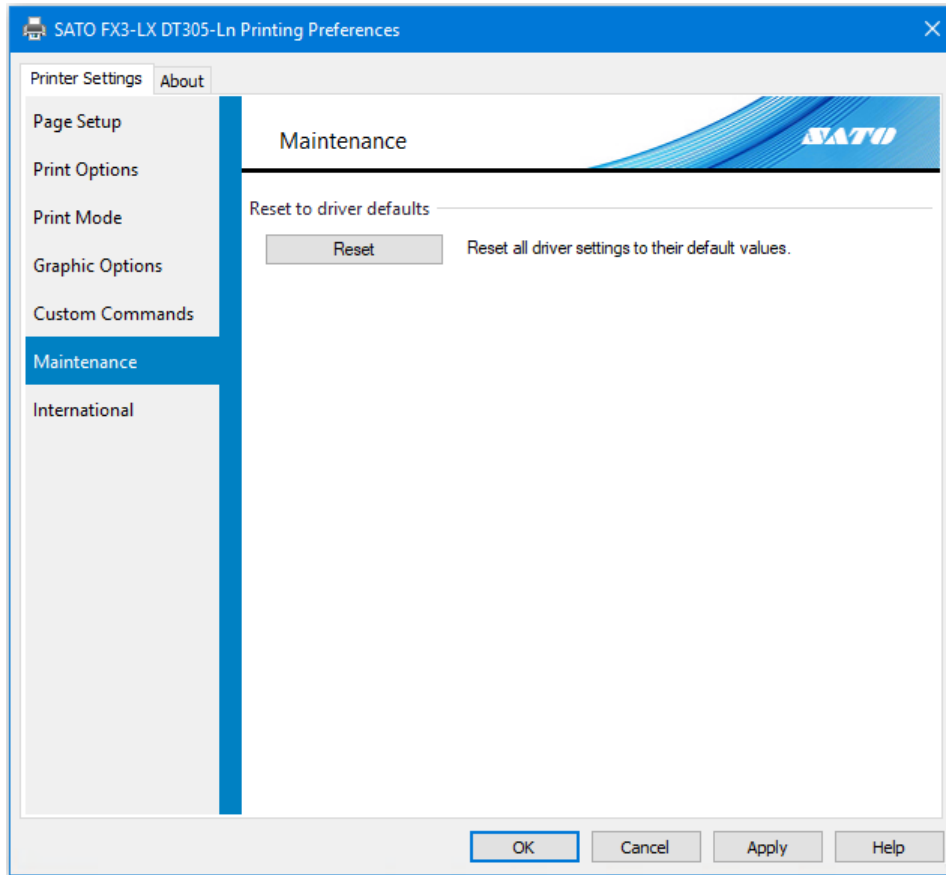 SATO FX3-LX DT305-Ln Printing Preferences
Printer Settings
About
Page Setup
Print Options
Print Mode
Graphic Options
Custom Commands
Maintenance
International
Maintenance
SATO
Reset to driver defaults
Reset
Reset all driver settings to their default values.
OK
Cancel
Apply
Help